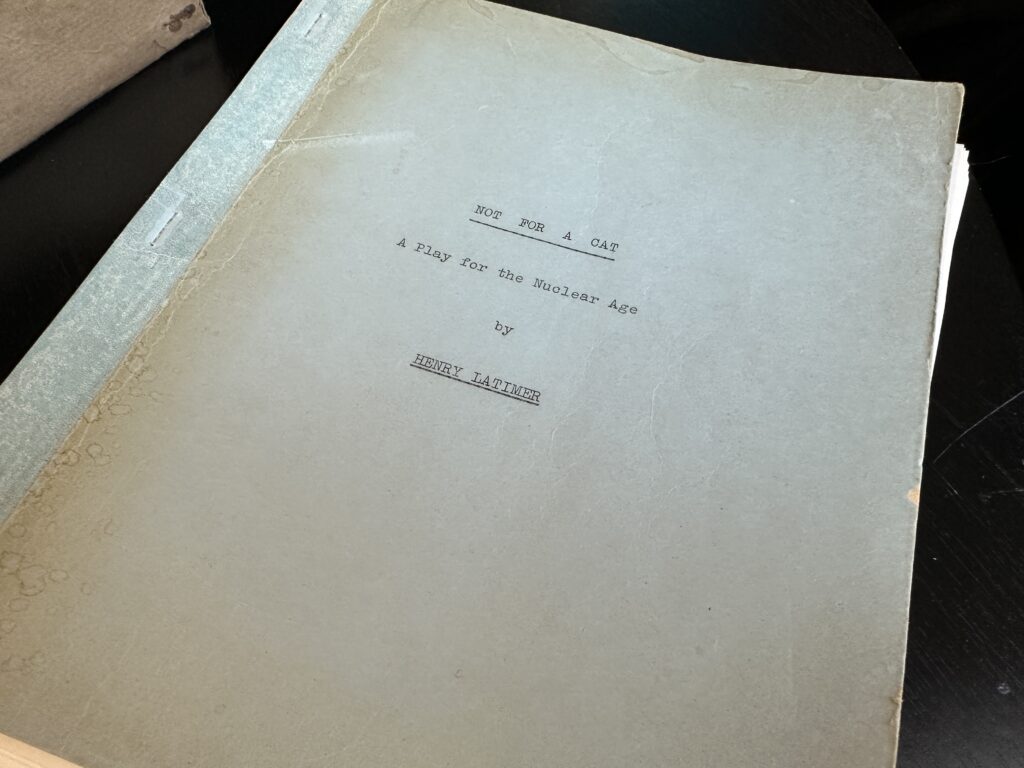 NOT FOR A CAT
A Play for the Nuclear Age
by
HENRY LATIMER